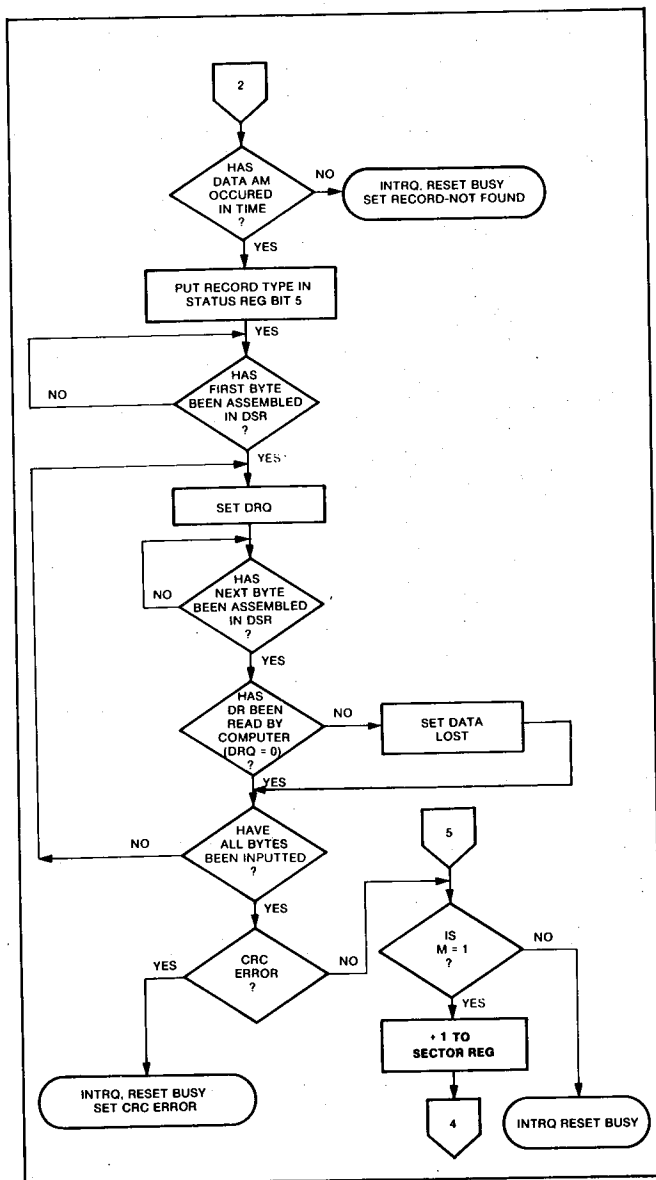 2
HAS
DATA AM
OCCURED
IN TIME
?
NO
INTRQ, RESET BUSY
SET RECORD-NOT FOUND
YES
PUT RECORD TYPE IN
STATUS REG BIT 5
YES
HAS
FIRST BYTE
BEEN ASSEMBLED
IN DSR
?
NO
YES
SET DRQ
HAS
NEXT BYTE
BEEN ASSEMBLED
IN DSR
?
NO
YES
HAS
DR BEEN
READ BY
COMPUTER
(DRQ = 0)
?
NO
SET DATA
LOST
YES
HAVE
ALL BYTES
BEEN INPUTTED
?
NO
YES
CRC
ERROR
?
YES
NO
INTRQ, RESET BUSY
SET CRC ERROR
5
IS
M = 1
?
NO
YES
+ 1 TO
SECTOR REG
4
INTRQ RESET BUSY